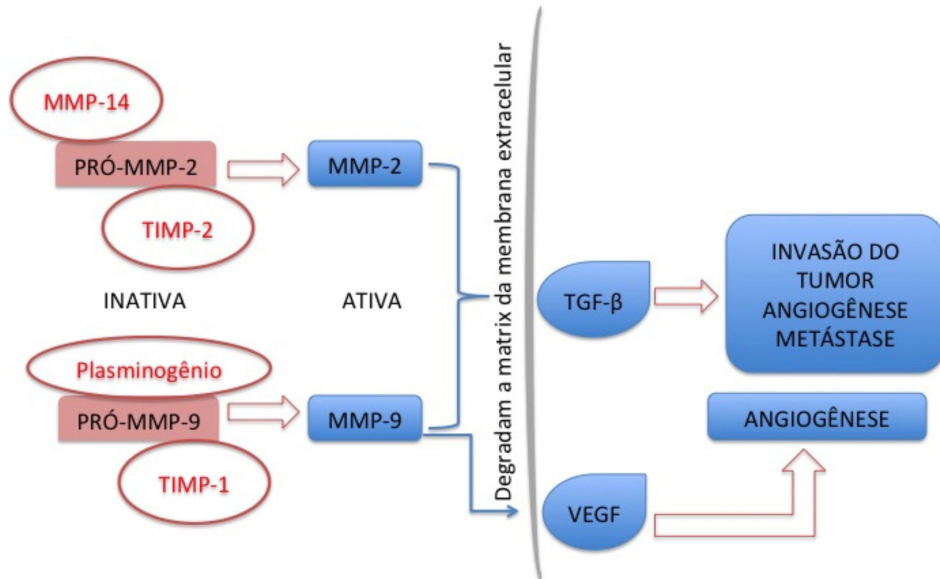 MMP-14
PRÓ-MMP-2
TIMP-2
MMP-2
INATIVA
ATIVA
Plasminogênio
PRÓ-MMP-9
TIMP-1
MMP-9
Degradam a matrix da membrana extracelular
TGF-β
INVASÃO DO
TUMOR
ANGIOGÊNESE
METÁSTASE
VEGF
ANGIOGÊNESE